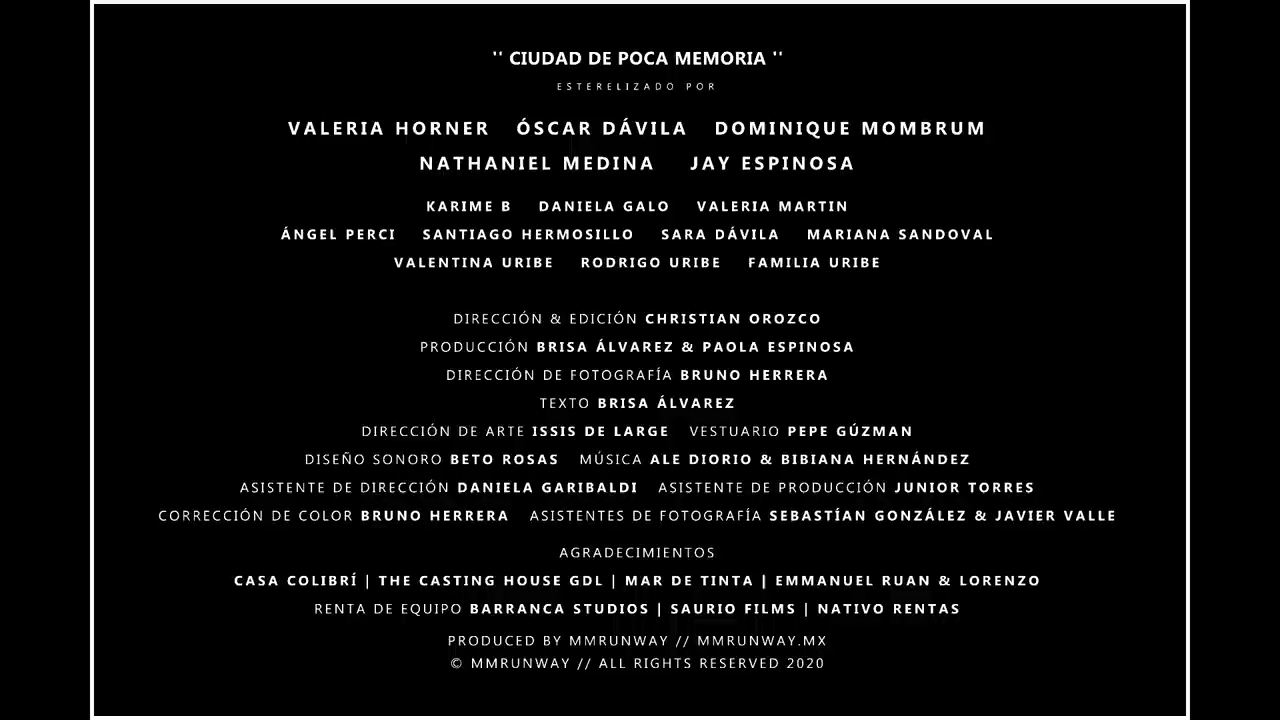 '' CIUDAD DE POCA MEMORIA ''
ESTERELIZADO POR
VALERIA HORNER ÓSCAR DÁVILA DOMINIQUE MOMBRUM
NATHANIEL MEDINA JAY ESPINOSA
KARIME B DANIELA GALO VALERIA MARTIN
ÁNGEL PERCI SANTIAGO HERMOSILLO SARA DÁVILA MARIANA SANDOVAL
VALENTINA URIBE RODRIGO URIBE FAMILIA URIBE
DIRECCIÓN & EDICIÓN CHRISTIAN OROZCO
PRODUCCIÓN BRISA ÁLVAREZ & PAOLA ESPINOSA
DIRECCIÓN DE FOTOGRAFÍA BRUNO HERRERA
TEXTO BRISA ÁLVAREZ
DIRECCIÓN DE ARTE ISSIS DE LARGE VESTUARIO PEPE GÚZMAN
DISEÑO SONORO BETO ROSAS MÚSICA ALE DIORIO & BIBIANA HERNÁNDEZ
ASISTENTE DE DIRECCIÓN DANIELA GARIBALDI ASISTENTE DE PRODUCCIÓN JUNIOR TORRES
CORRECCIÓN DE COLOR BRUNO HERRERA ASISTENTES DE FOTOGRAFÍA SEBASTÍAN GONZÁLEZ & JAVIER VALLE
AGRADECIMIENTOS
CASA COLIBRÍ | THE CASTING HOUSE GDL | MAR DE TINTA | EMMANUEL RUAN & LORENZO
RENTA DE EQUIPO BARRANCA STUDIOS | SAURIO FILMS | NATIVO RENTAS
PRODUCED BY MMRUNWAY // MMRUNWAY.MX
© MMRUNWAY // ALL RIGHTS RESERVED 2020